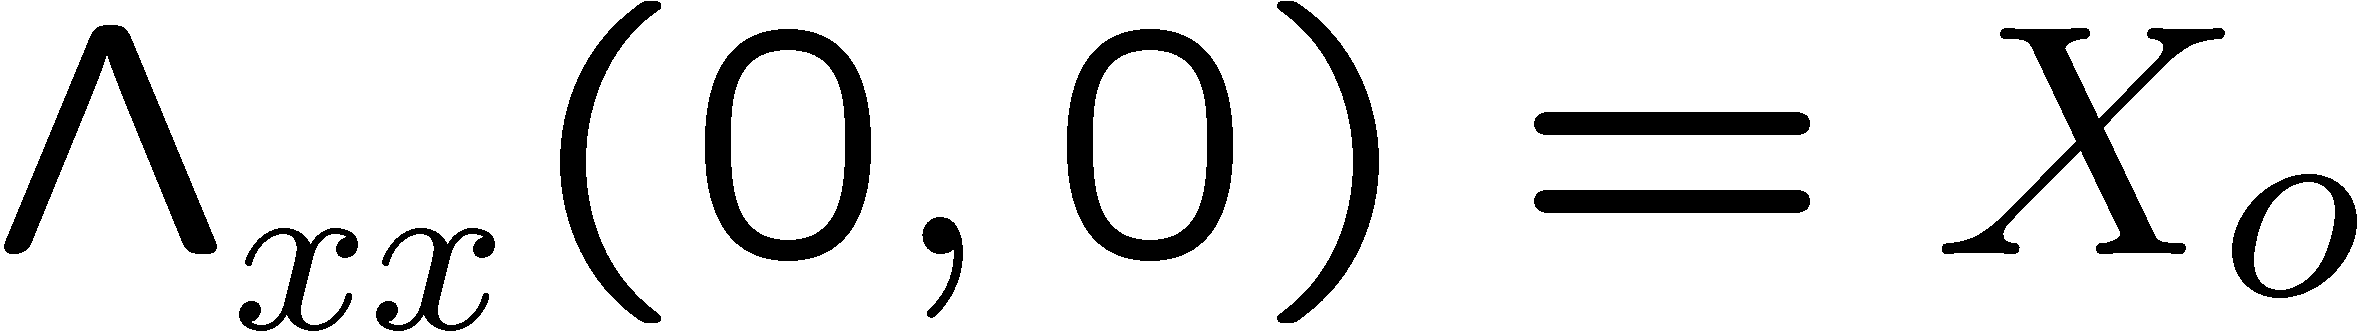 Λ_{xx}(0,0) = X_o